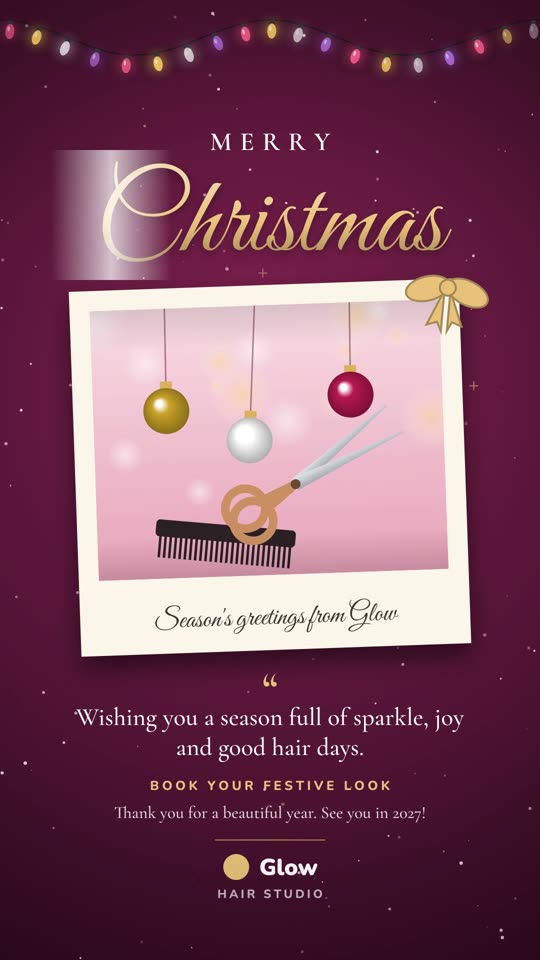 MERRY
Christmas
Season's greetings from Glow
“
Wishing you a season full of sparkle, joy
and good hair days.
BOOK YOUR FESTIVE LOOK
Thank you for a beautiful year. See you in 2027!
Glow
HAIR STUDIO